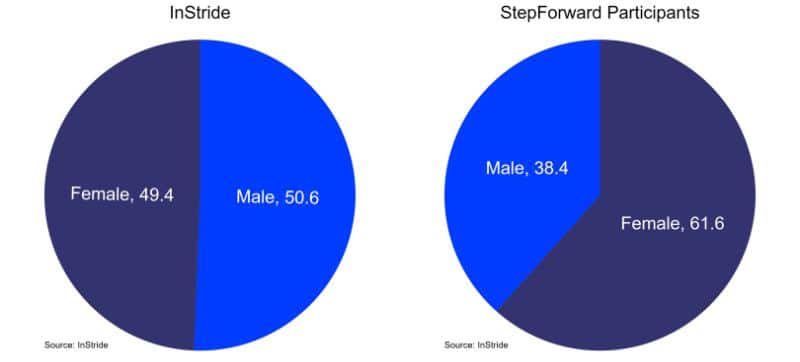 InStride
StepForward Participants
Female, 49.4
Male, 50.6
Male, 38.4
Female, 61.6
Source: InStride
Source: InStride